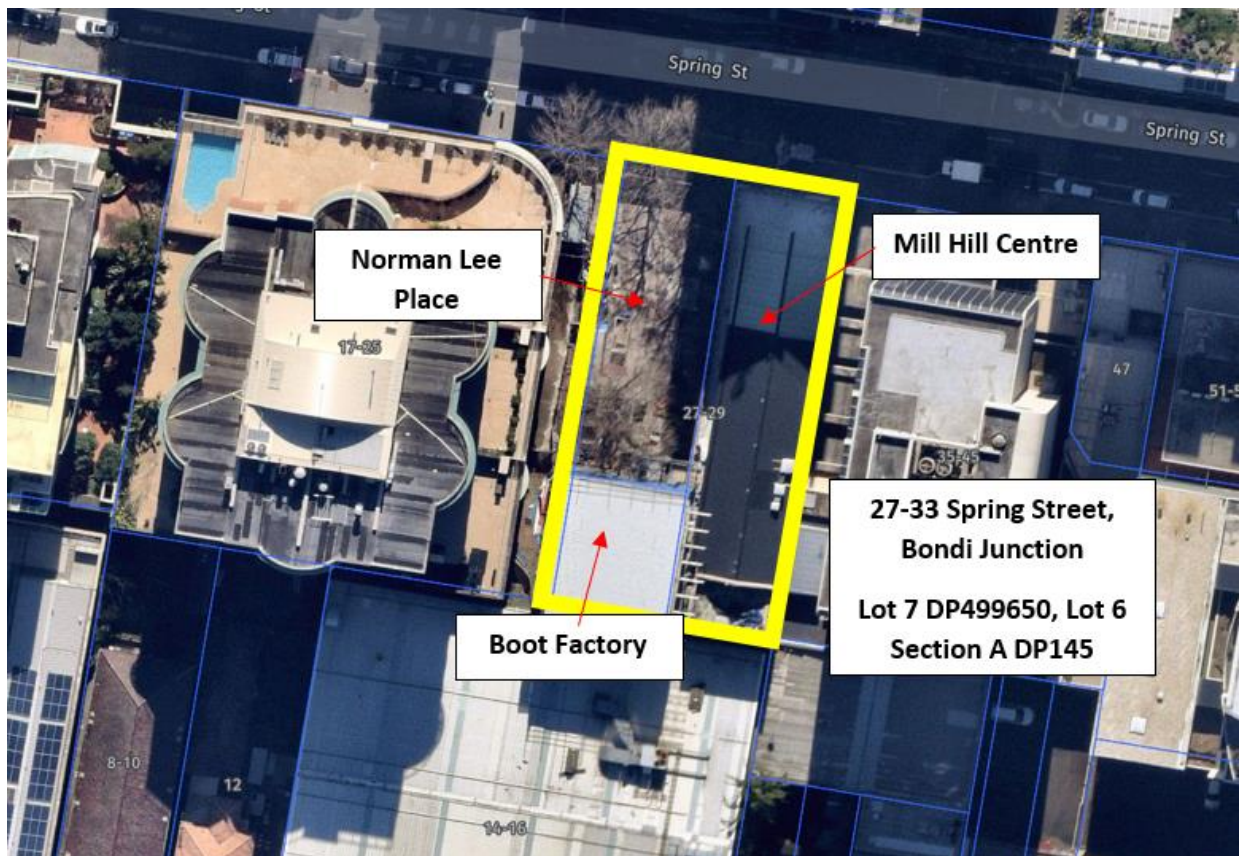 Spring St
Spring St
Mill Hill Centre
Norman Lee
Place
17-25
47
51-5
27-29
35-45
27-33 Spring Street,
Bondi Junction
Lot 7 DP499650, Lot 6
Section A DP145
Boot Factory
8-10
12
14-16